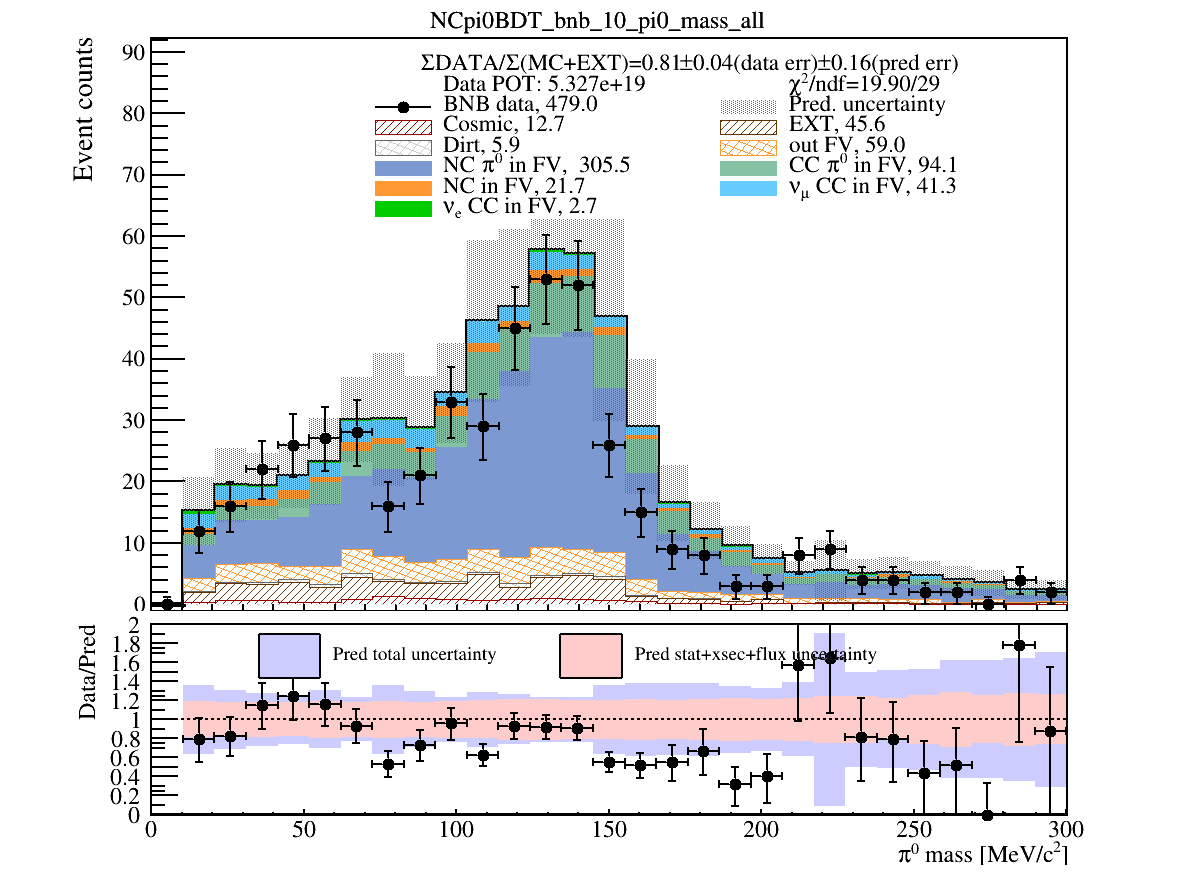 NCpi0BDT_bnb_10_pi0_mass_all
ΣDATA/Σ(MC+EXT)=0.81±0.04(data err)±0.16(pred err)
Data POT: 5.327e+19
χ²/ndf=19.90/29
BNB data, 479.0
Pred. uncertainty
Cosmic, 12.7
EXT, 45.6
Dirt, 5.9
out FV, 59.0
NC π⁰ in FV, 305.5
CC π⁰ in FV, 94.1
NC in FV, 21.7
νμ CC in FV, 41.3
νe CC in FV, 2.7
Event counts
90
80
70
60
50
40
30
20
10
0
Pred total uncertainty
Pred stat+xsec+flux uncertainty
Data/Pred
2
1.8
1.6
1.4
1.2
1
0.8
0.6
0.4
0.2
0
0 50 100 150 200 250 300
π⁰ mass [MeV/c²]